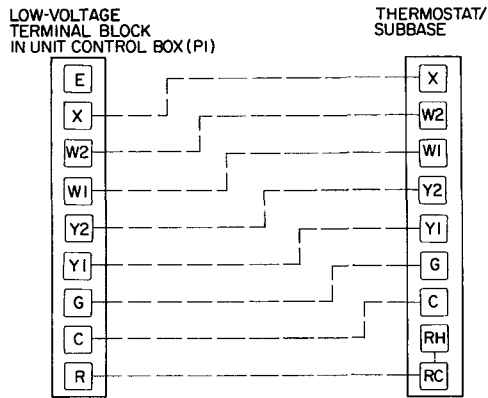 LOW-VOLTAGE
TERMINAL BLOCK
IN UNIT CONTROL BOX (P1)
E
X
W2
W1
Y2
Y1
G
C
R
THERMOSTAT/
SUBBASE
X
W2
W1
Y2
Y1
G
C
RH
RC